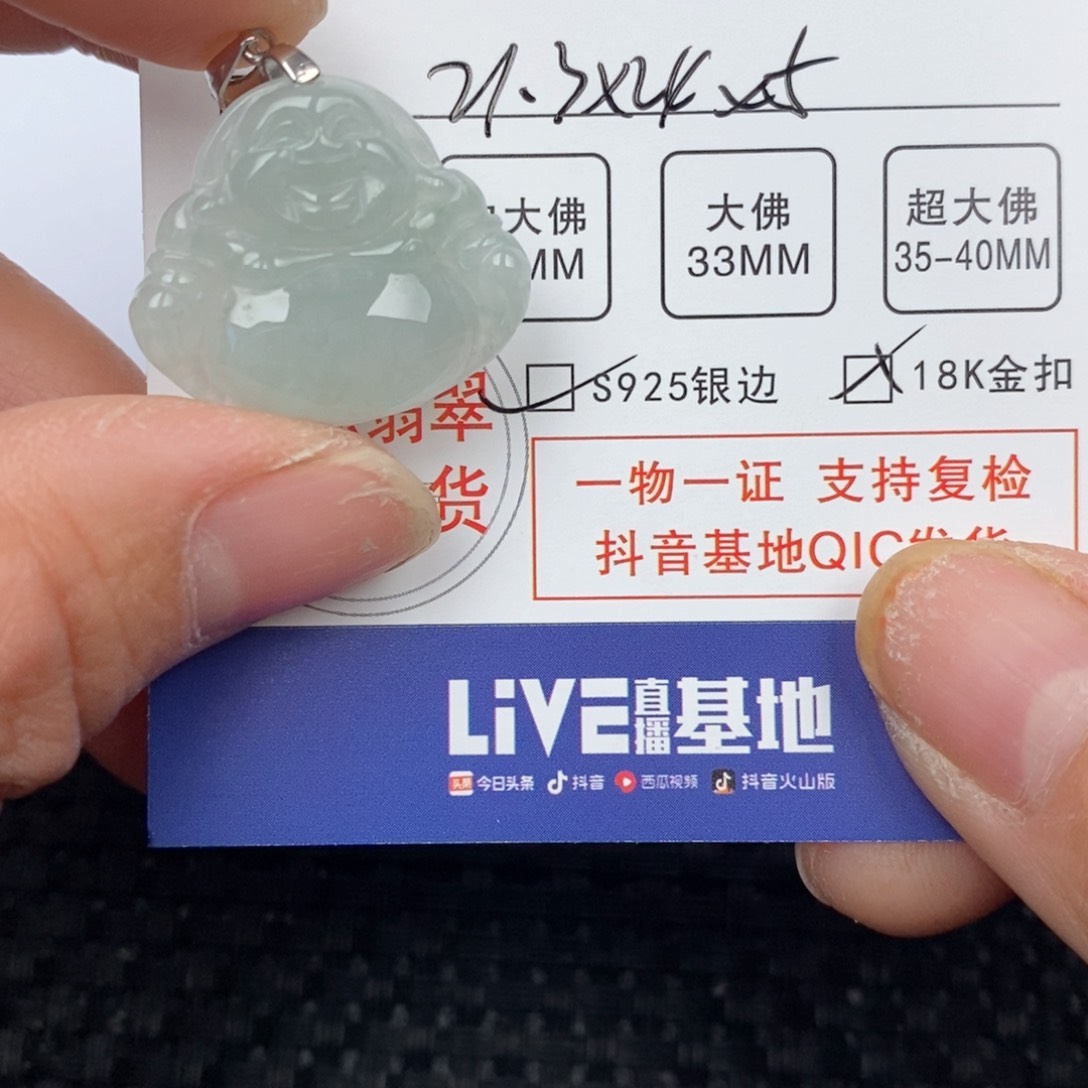 21.3x24x5
大佛
MM
大佛
33MM
超大佛
35-40MM
S925银边
18K金扣
翡翠
货
一物一证 支持复检
抖音基地QIC发货
LiVE直播基地
头条 今日头条 抖音 西瓜视频 抖音火山版